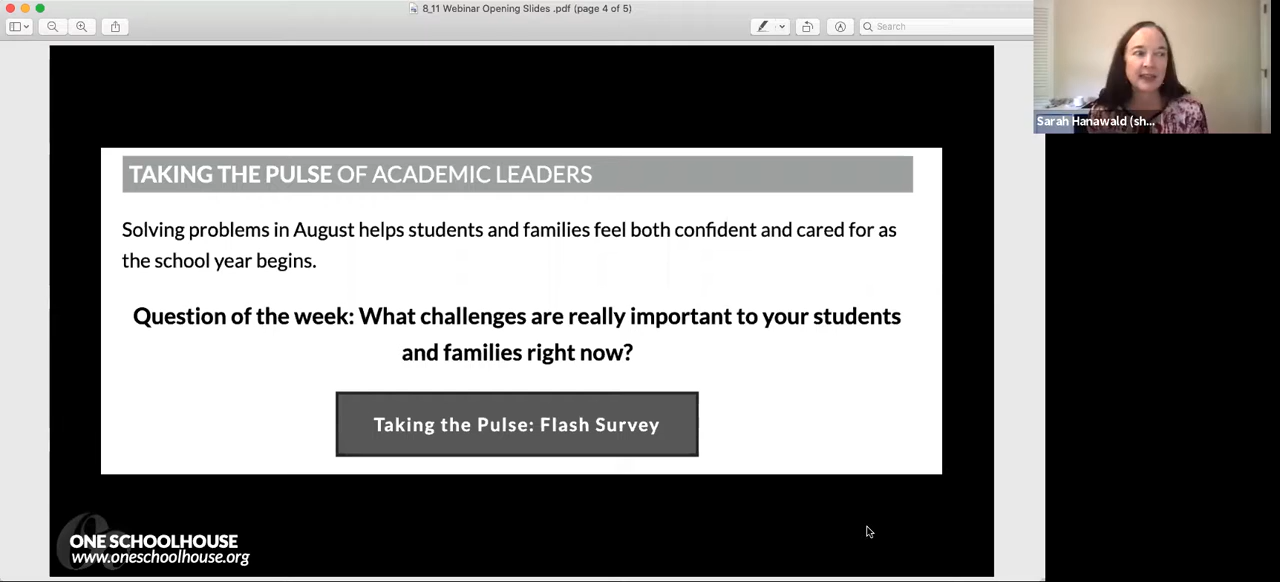 8_11 Webinar Opening Slides .pdf (page 4 of 5)
Search
Sarah Hanawald (sh...
TAKING THE PULSE OF ACADEMIC LEADERS
Solving problems in August helps students and families feel both confident and cared for as
the school year begins.
Question of the week: What challenges are really important to your students
and families right now?
Taking the Pulse: Flash Survey
ONE SCHOOLHOUSE
www.oneschoolhouse.org